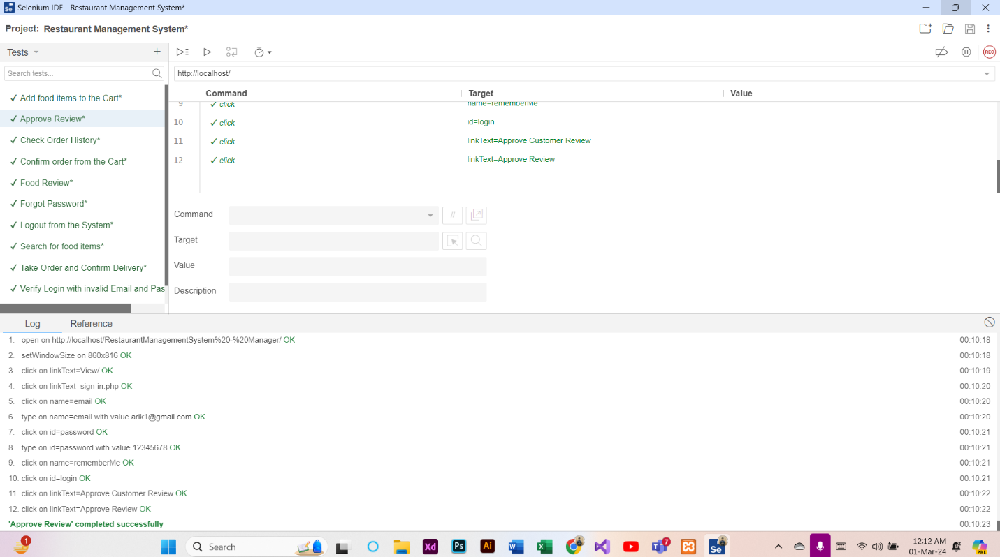 Se Selenium IDE - Restaurant Management System*
Project: Restaurant Management System*
Tests
Search tests...
✓ Add food items to the Cart*
✓ Approve Review*
✓ Check Order History*
✓ Confirm order from the Cart*
✓ Food Review*
✓ Forgot Password*
✓ Logout from the System*
✓ Search for food items*
✓ Take Order and Confirm Delivery*
✓ Verify Login with invalid Email and Pas
REC
http://localhost/
Command Target Value
9 ✓ click name=rememberMe
10 ✓ click id=login
11 ✓ click linkText=Approve Customer Review
12 ✓ click linkText=Approve Review
Command //
Target
Value
Description
Log Reference
1. open on http://localhost/RestaurantManagementSystem%20-%20Manager/ OK 00:10:18
2. setWindowSize on 860x816 OK 00:10:18
3. click on linkText=View/ OK 00:10:19
4. click on linkText=sign-in.php OK 00:10:20
5. click on name=email OK 00:10:20
6. type on name=email with value arik1@gmail.com OK 00:10:20
7. click on id=password OK 00:10:21
8. type on id=password with value 12345678 OK 00:10:21
9. click on name=rememberMe OK 00:10:21
10. click on id=login OK 00:10:21
11. click on linkText=Approve Customer Review OK 00:10:22
12. click on linkText=Approve Review OK 00:10:22
'Approve Review' completed successfully 00:10:23
1
Search
Xd
Ps
Ai
7
Se
12:12 AM
01-Mar-24
PRE